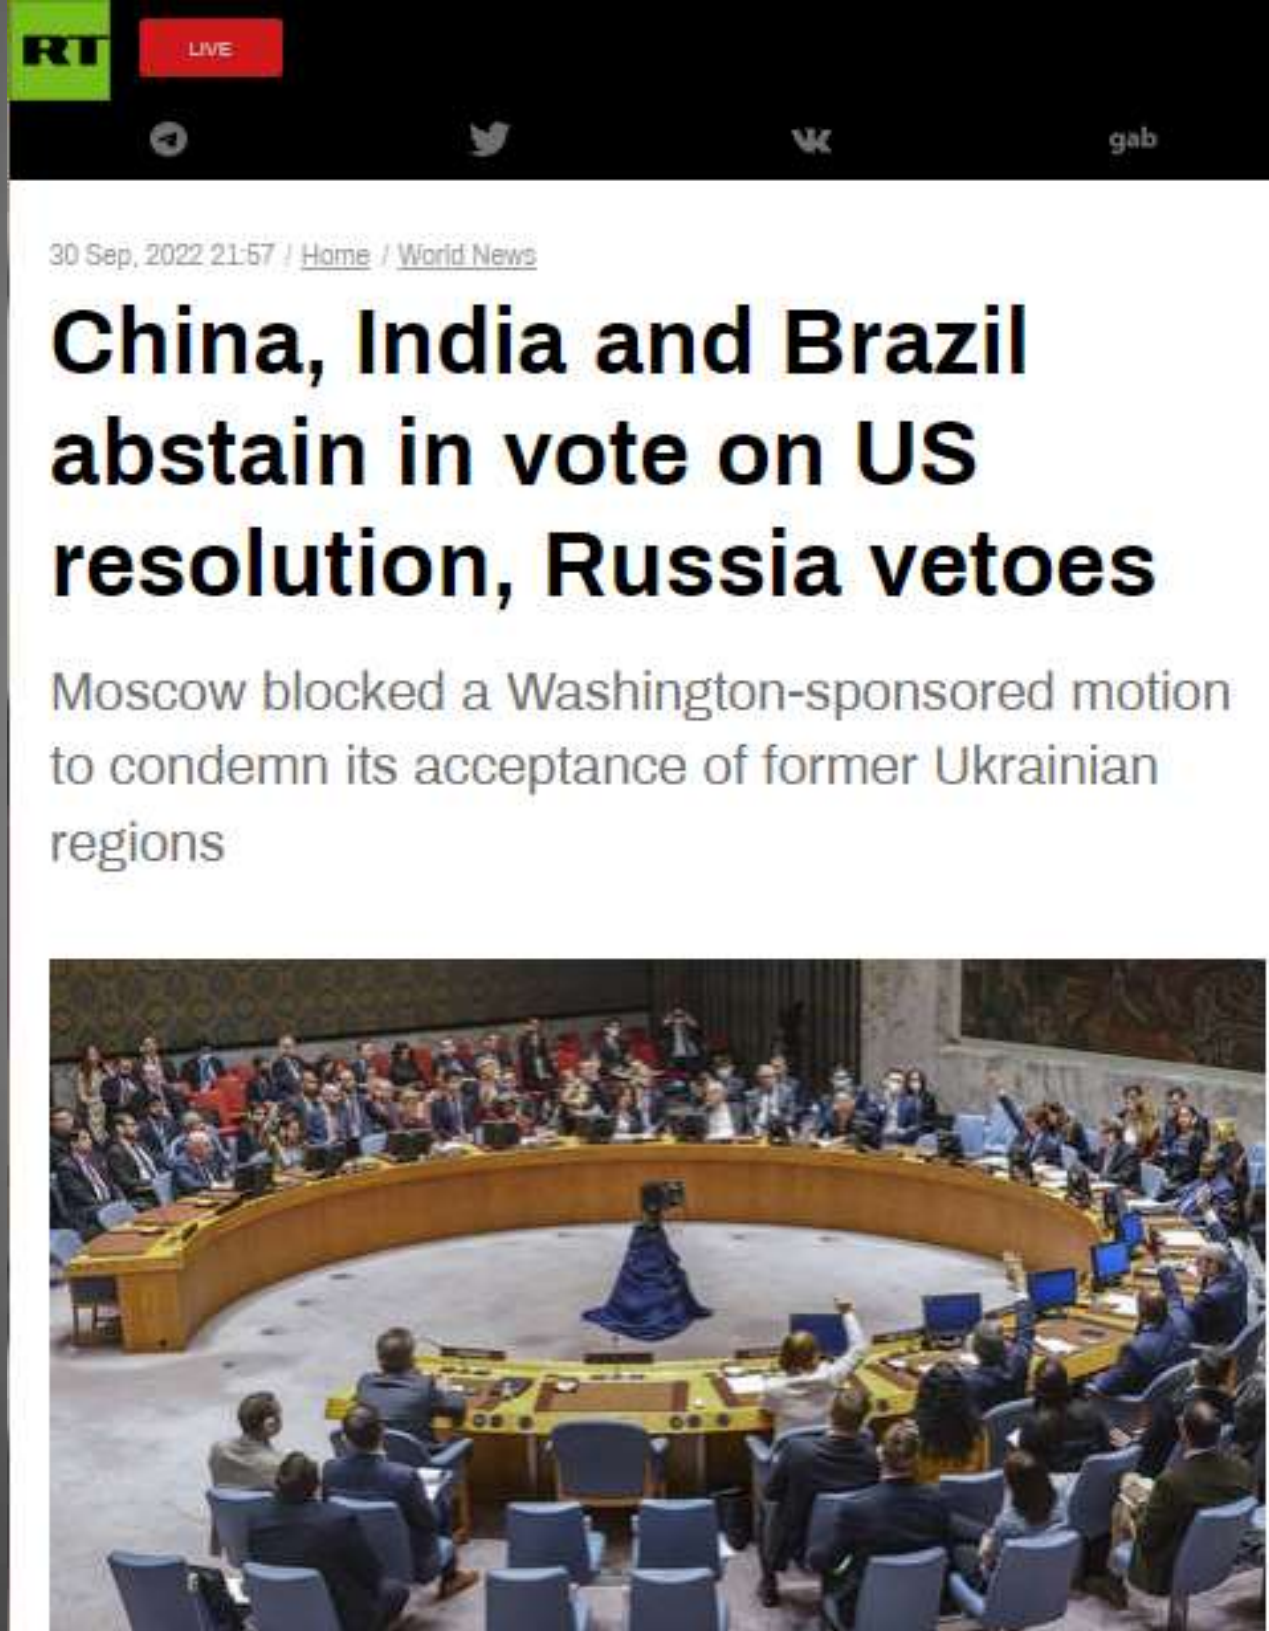 RT
LIVE
gab
30 Sep, 2022 21:57 / Home / World News
China, India and Brazil
abstain in vote on US
resolution, Russia vetoes
Moscow blocked a Washington-sponsored motion
to condemn its acceptance of former Ukrainian
regions